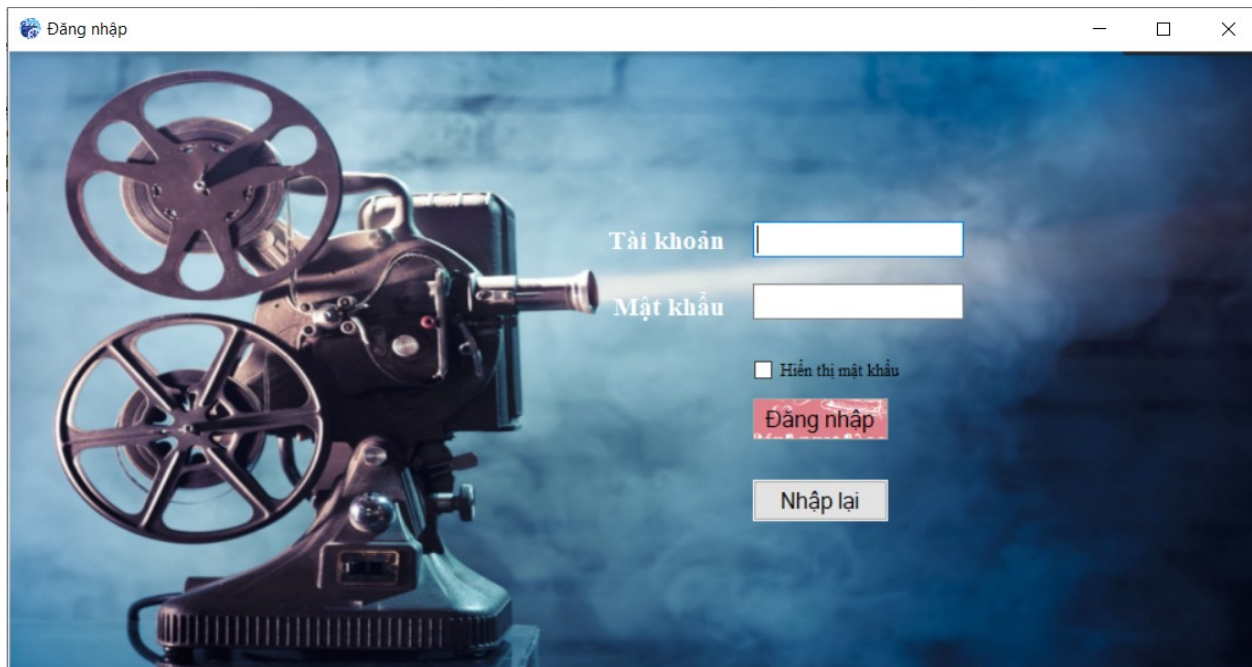 Đăng nhập
Tài khoản
Mật khẩu
Hiển thị mật khẩu
Đăng nhập
Nhập lại